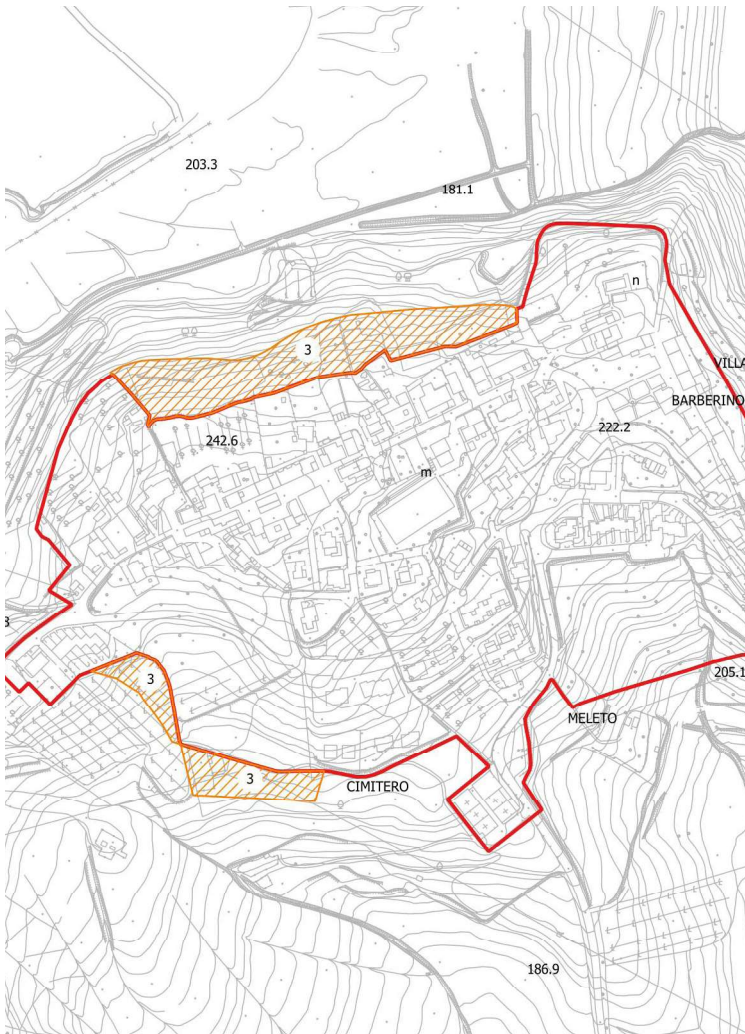 203.3
181.1
n
3
VILLA
BARBERINO
222.2
242.6
m
8
3
205.1
MELETO
3
CIMITERO
186.9